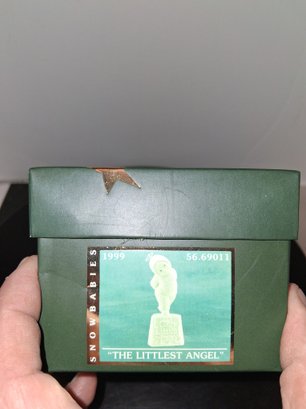 SNOWBABIES
1999 56.69011
"THE LITTLEST ANGEL"